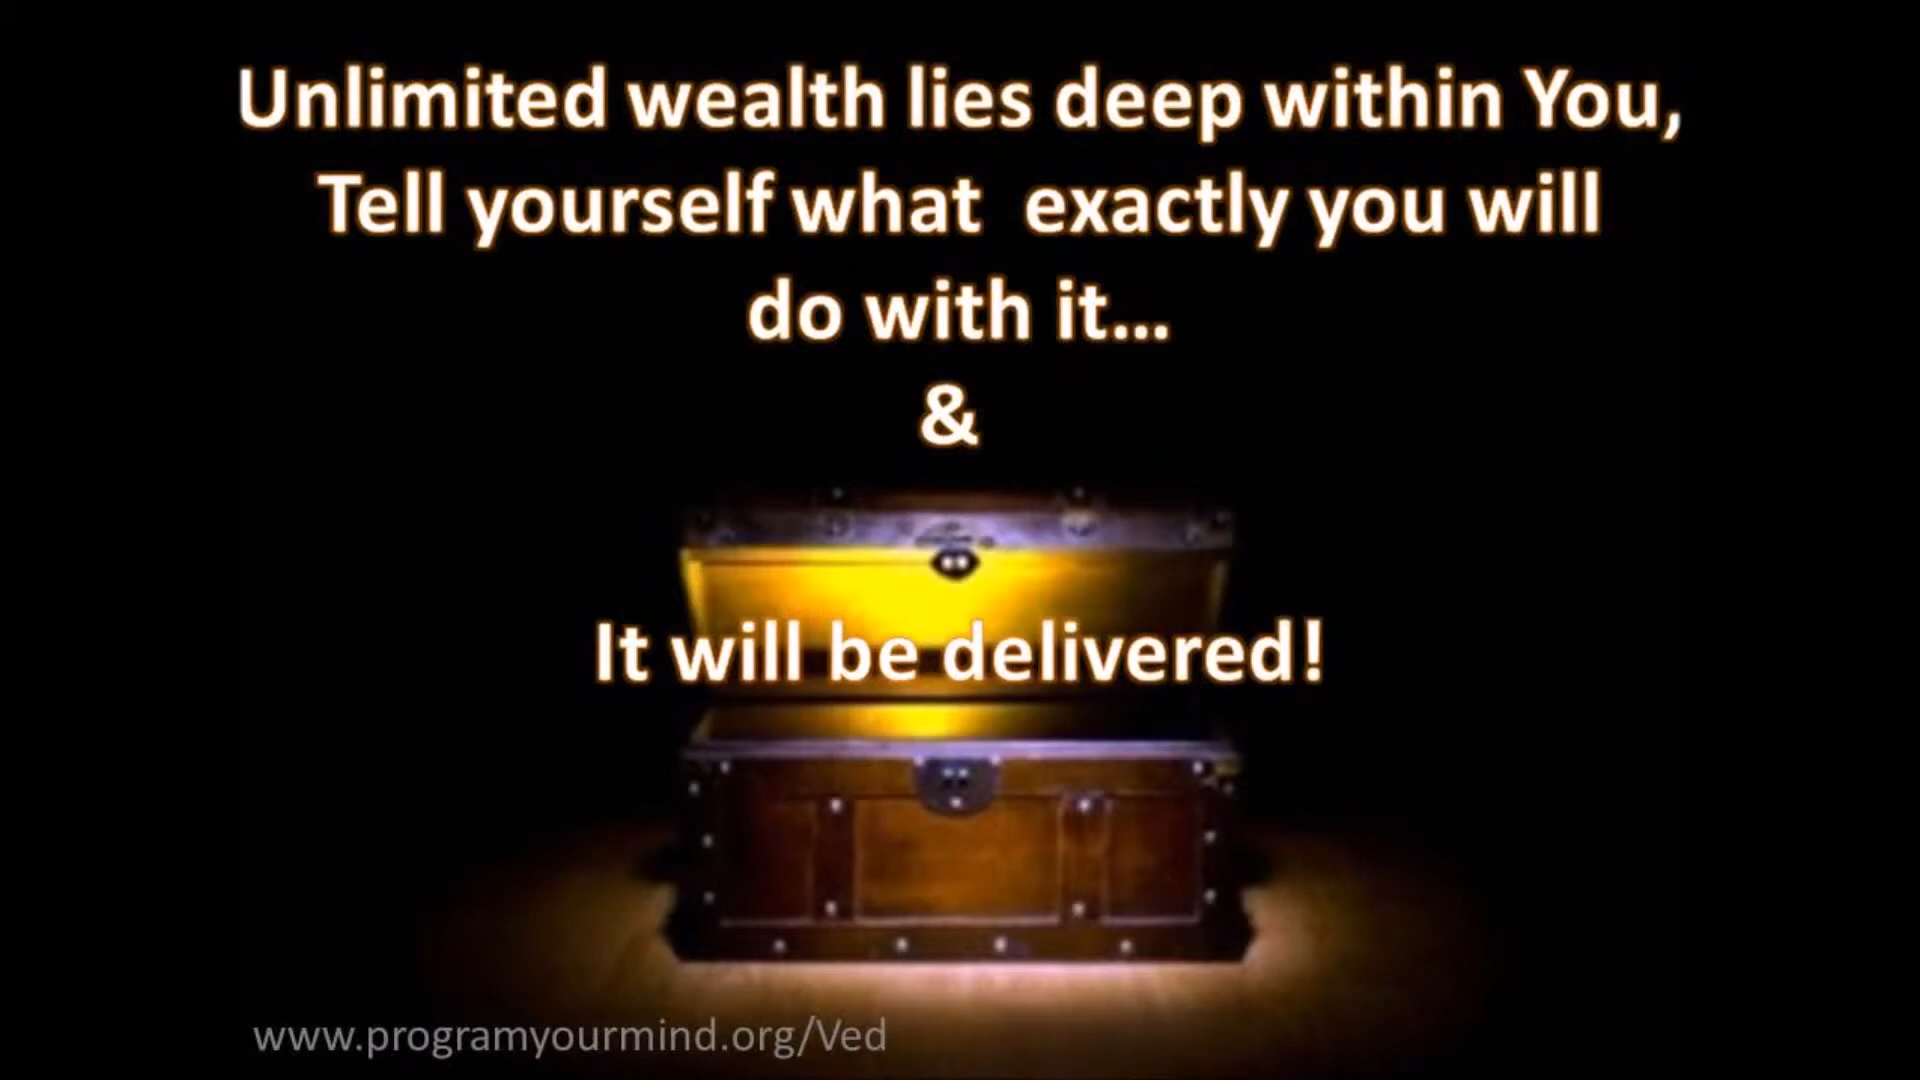 Unlimited wealth lies deep within You,
Tell yourself what  exactly you will
do with it...
&
It will be delivered!
www.programyourmind.org/Ved